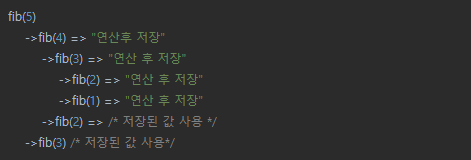 fib(5)
->fib(4) => "연산후 저장"
->fib(3) => "연산 후 저장"
->fib(2) => "연산 후 저장"
->fib(1) => "연산 후 저장"
->fib(2) => /* 저장된 값 사용 */
->fib(3) /* 저장된 값 사용*/